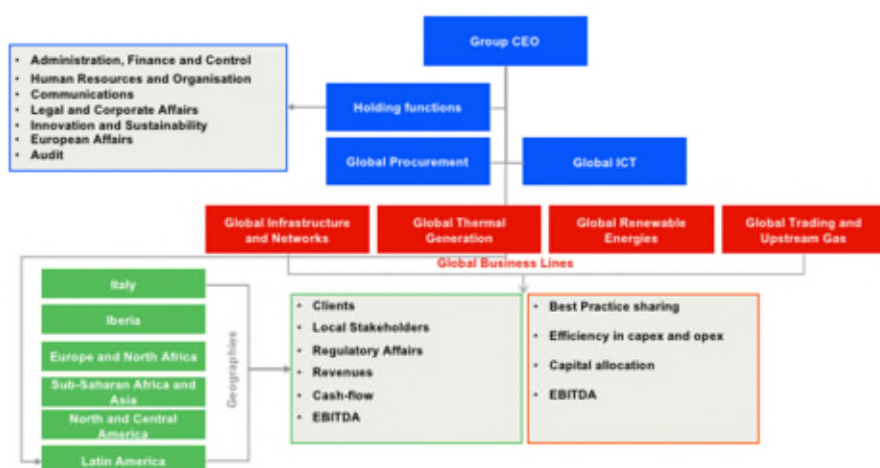 Group CEO
• Administration, Finance and Control
• Human Resources and Organisation
• Communications
• Legal and Corporate Affairs
• Innovation and Sustainability
• European Affairs
• Audit
Holding functions
Global Procurement
Global ICT
Global Infrastructure
and Networks
Global Thermal
Generation
Global Renewable
Energies
Global Trading and
Upstream Gas
Global Business Lines
Italy
Iberia
Europe and North Africa
Sub-Saharan Africa and
Asia
North and Central
America
Latin America
Geographies
• Clients
• Local Stakeholders
• Regulatory Affairs
• Revenues
• Cash-flow
• EBITDA
• Best Practice sharing
• Efficiency in capex and opex
• Capital allocation
• EBITDA